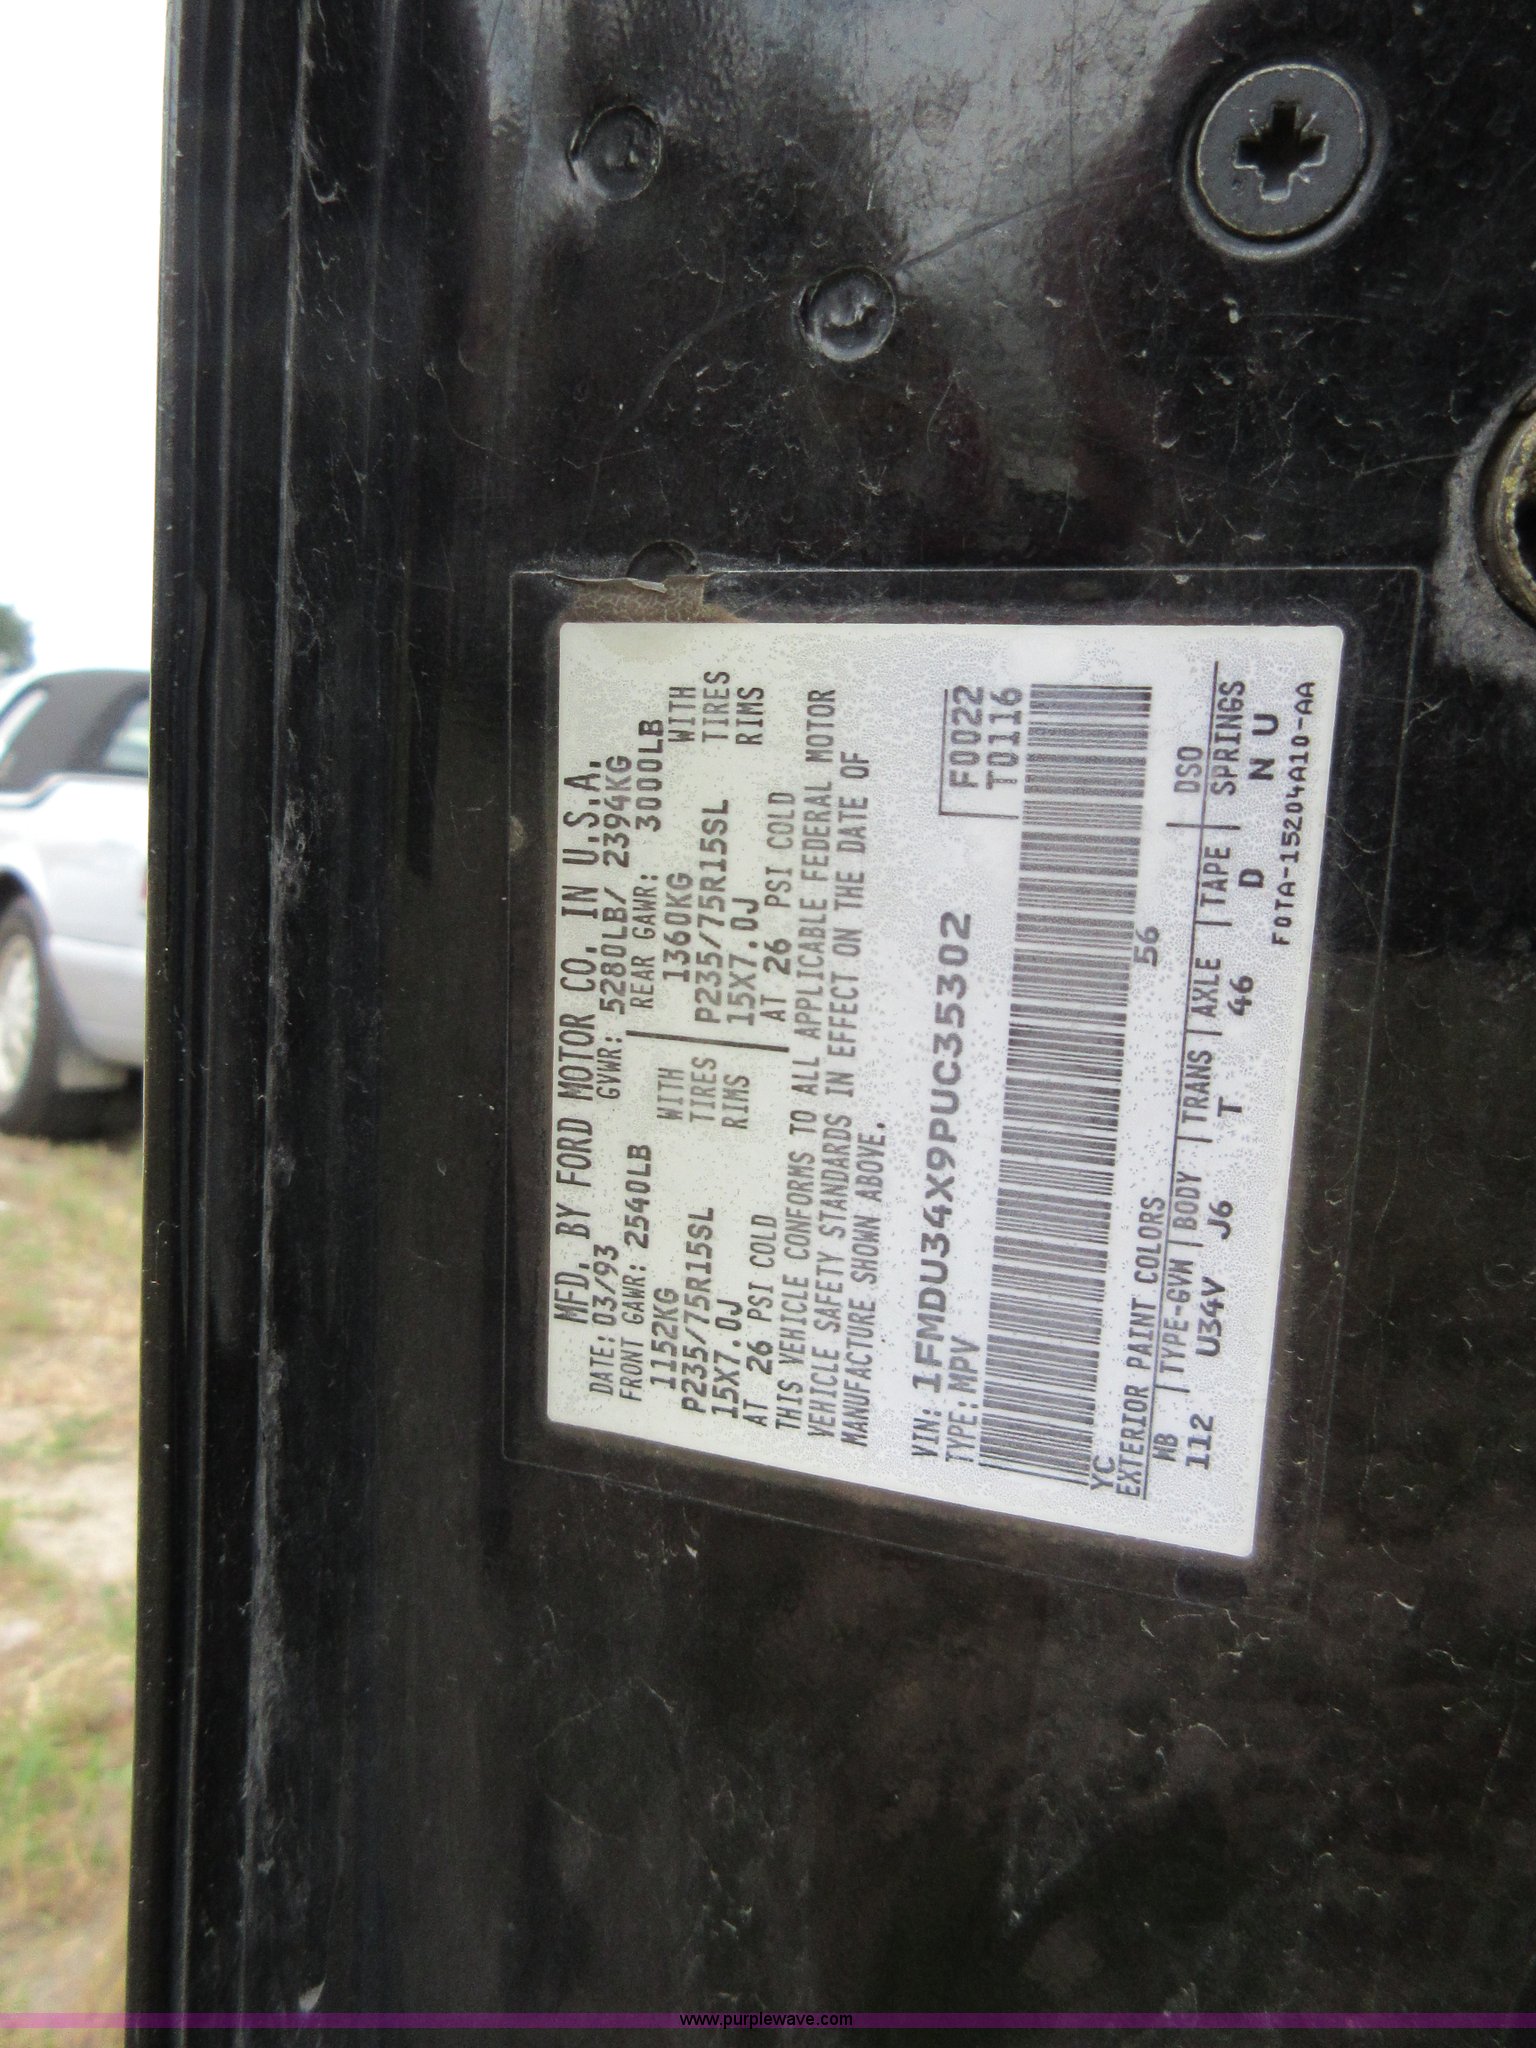 MFD. BY FORD MOTOR CO. IN U.S.A.
DATE: 03/93 GVWR: 5280LB/ 2394KG
FRONT GAWR: 2540LB REAR GAWR: 3000LB
1152KG WITH 1360KG WITH
P235/75R15SL TIRES P235/75R15SL TIRES
15X7.0J RIMS 15X7.0J RIMS
AT 26 PSI COLD AT 26 PSI COLD
THIS VEHICLE CONFORMS TO ALL APPLICABLE FEDERAL MOTOR
VEHICLE SAFETY STANDARDS IN EFFECT ON THE DATE OF
MANUFACTURE SHOWN ABOVE.
VIN: 1FMDU34X9PUC35302 F0022
TYPE: MPV T0116
YC 56
EXTERIOR PAINT COLORS DSO
WB TYPE-GVW BODY TRANS AXLE TAPE SPRINGS
112 U34V J6 T 46 D N U
F0TA-15204A10-AA
www.purplewave.com